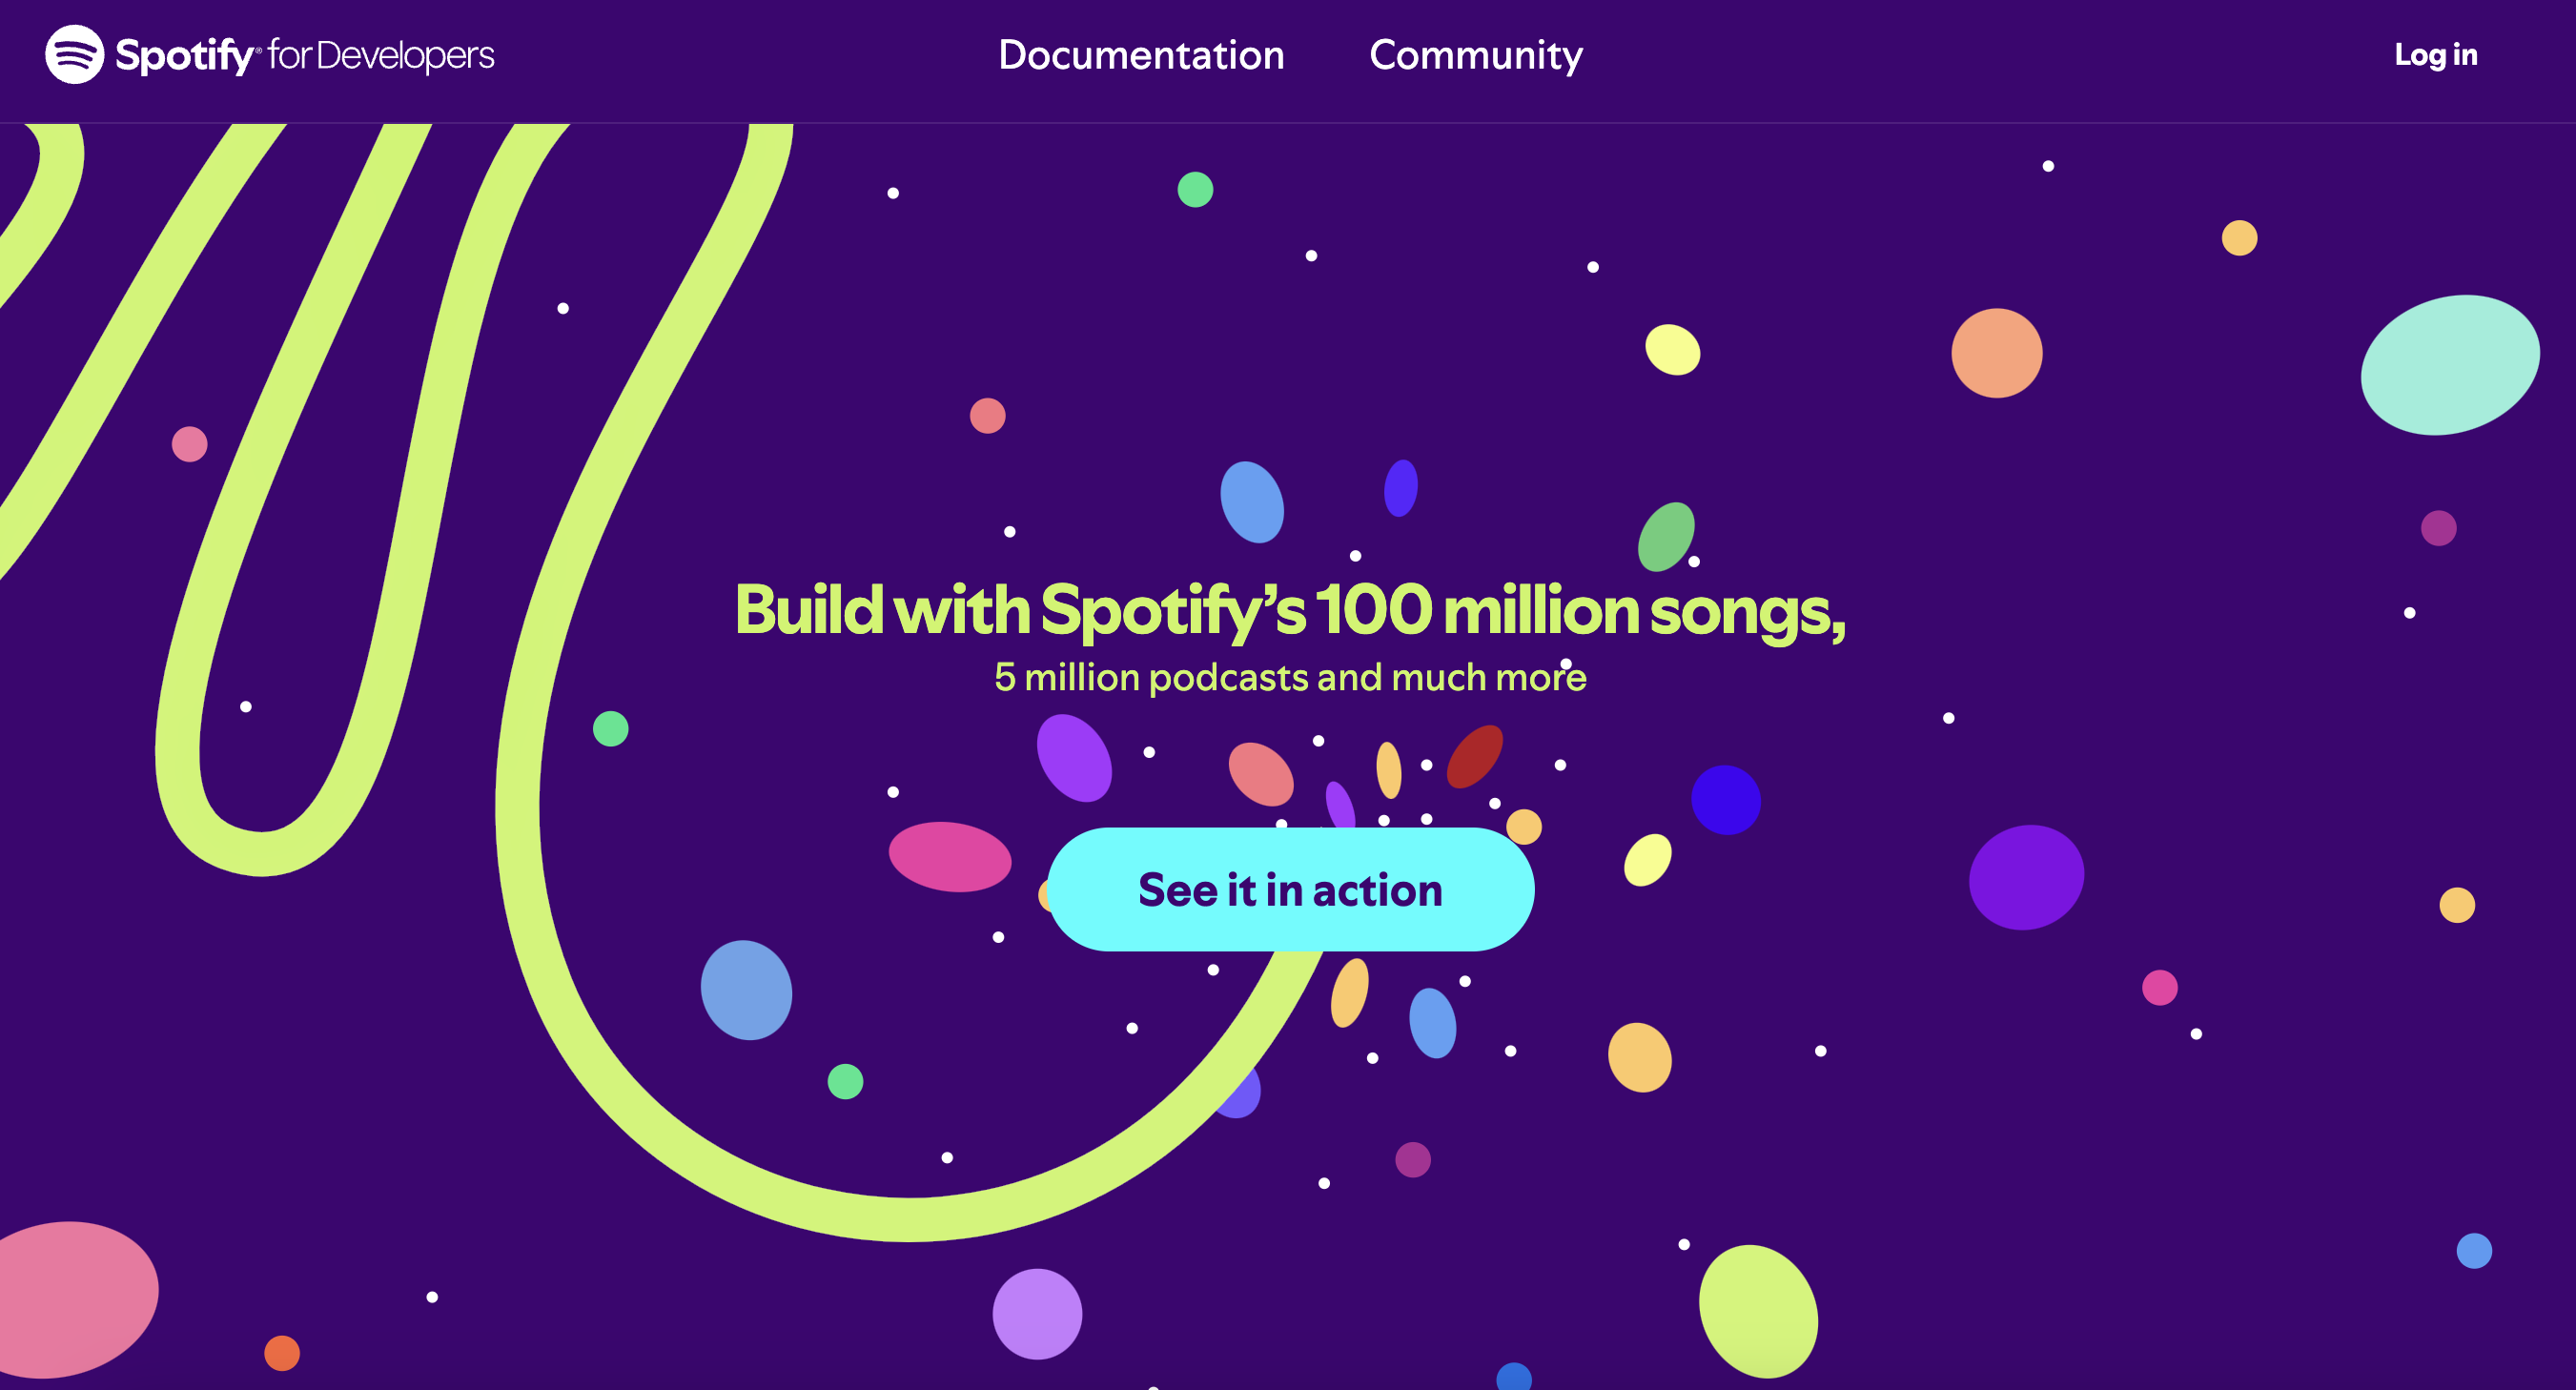 Spotify® for Developers
Documentation
Community
Log in
Build with Spotify’s 100 million songs,
5 million podcasts and much more
See it in action